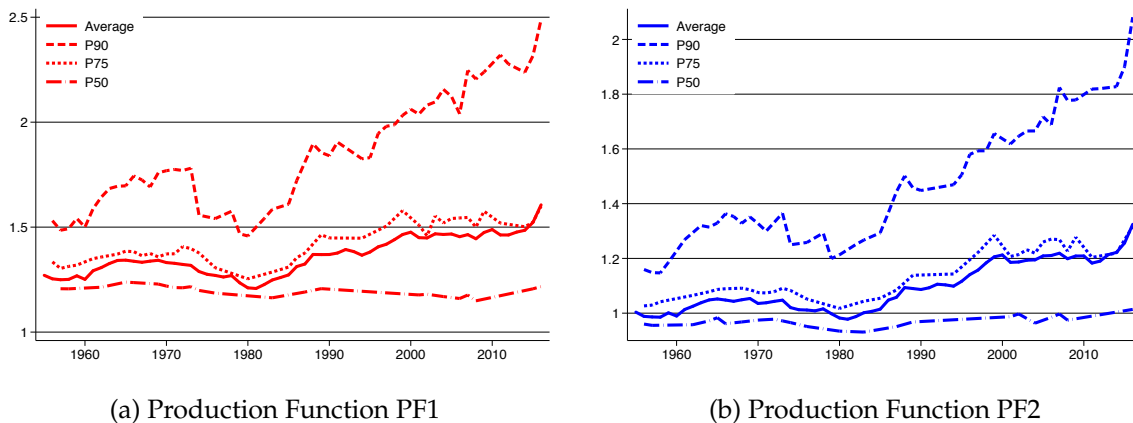 2.5
2
1.5
1
Average
P90
P75
P50
1960 1970 1980 1990 2000 2010
(a) Production Function PF1
2
1.8
1.6
1.4
1.2
1
Average
P90
P75
P50
1960 1970 1980 1990 2000 2010
(b) Production Function PF2